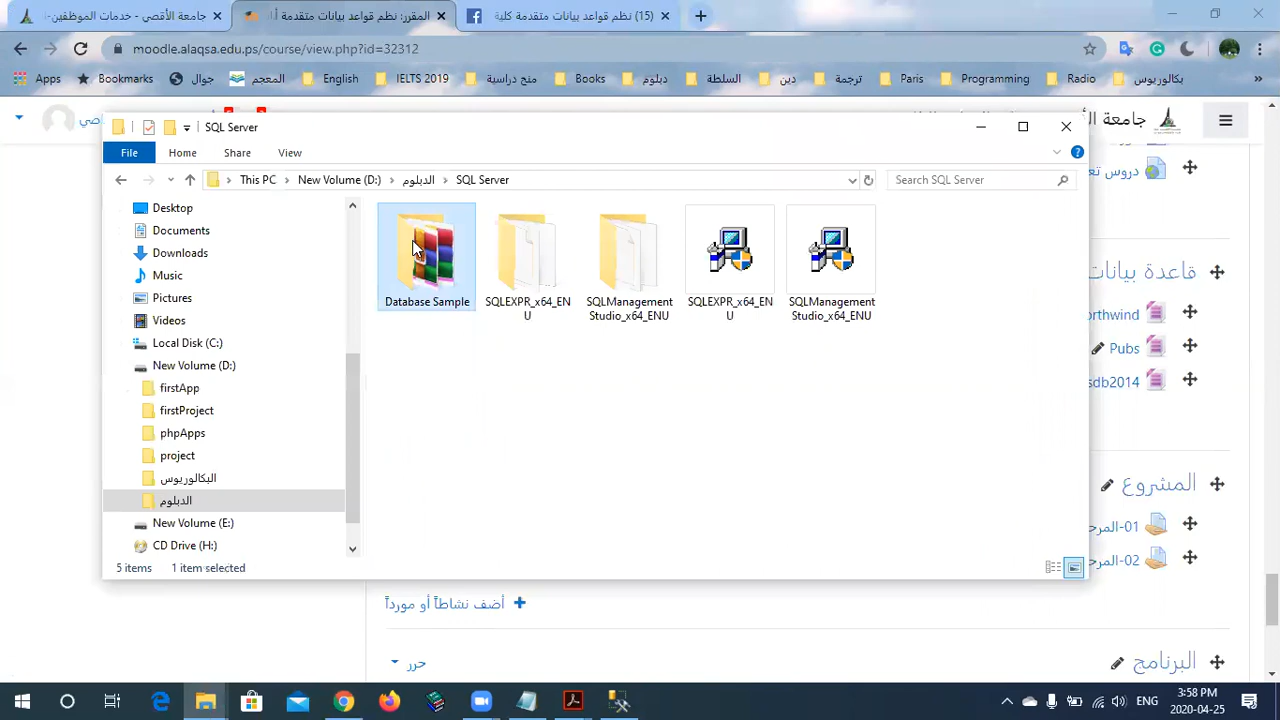 جامعة الأقصى - خدمات الموظفين
المقرر: نظم قواعد بيانات متقدمة أنا
(15) نظم قواعد بيانات متقدمة كلية
moodle.alaqsa.edu.ps/course/view.php?id=32312
Apps Bookmarks جوال المعجم English IELTS 2019 منج دراسية Books دبلوم السلطة دين ترجمة Paris Programming Radio بكالوريوس »
SQL Server
File Home Share View
This PC New Volume (D:) الدبلوم SQL Server
Search SQL Server
Desktop
Documents
Downloads
Music
Pictures
Videos
Local Disk (C:)
New Volume (D:)
firstApp
firstProject
phpApps
project
البكالوريوس
الدبلوم
New Volume (E:)
CD Drive (H:)
Database Sample
SQLEXPR_x64_EN
U
SQLManagement
Studio_x64_ENU
SQLEXPR_x64_EN
U
SQLManagement
Studio_x64_ENU
5 items 1 item selected
جامعة الأ
دروس تع
قاعدة بيانات
orthwind
Pubs
sdb2014
المشروع
01-المرح
02-المرح
أضف نشاطاً أو مورداً
البرنامج
حرر
ENG
3:58 PM
2020-04-25